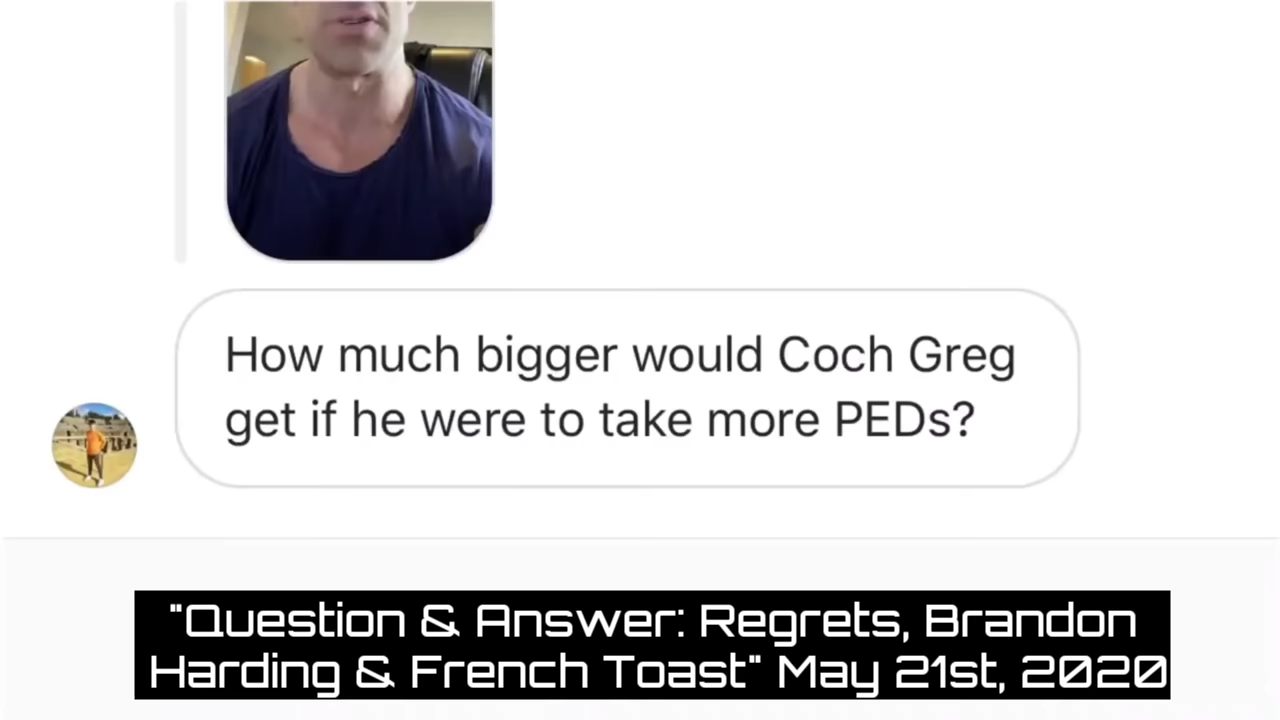 How much bigger would Coch Greg
get if he were to take more PEDs?
"Question & Answer: Regrets, Brandon
Harding & French Toast" May 21st, 2020